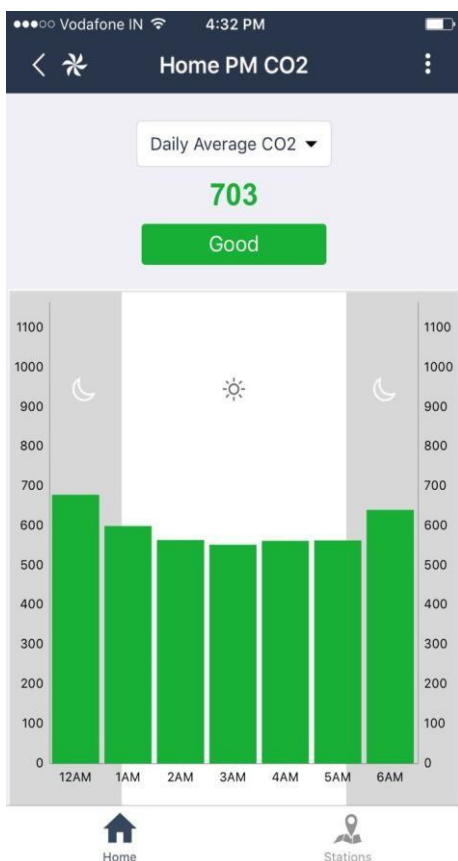 Vodafone IN 4:32 PM
Home PM CO2
Daily Average CO2
703
Good
1100 1100
1000 1000
900 900
800 800
700 700
600 600
500 500
400 400
300 300
200 200
100 100
0 0
12AM 1AM 2AM 3AM 4AM 5AM 6AM
Home Stations